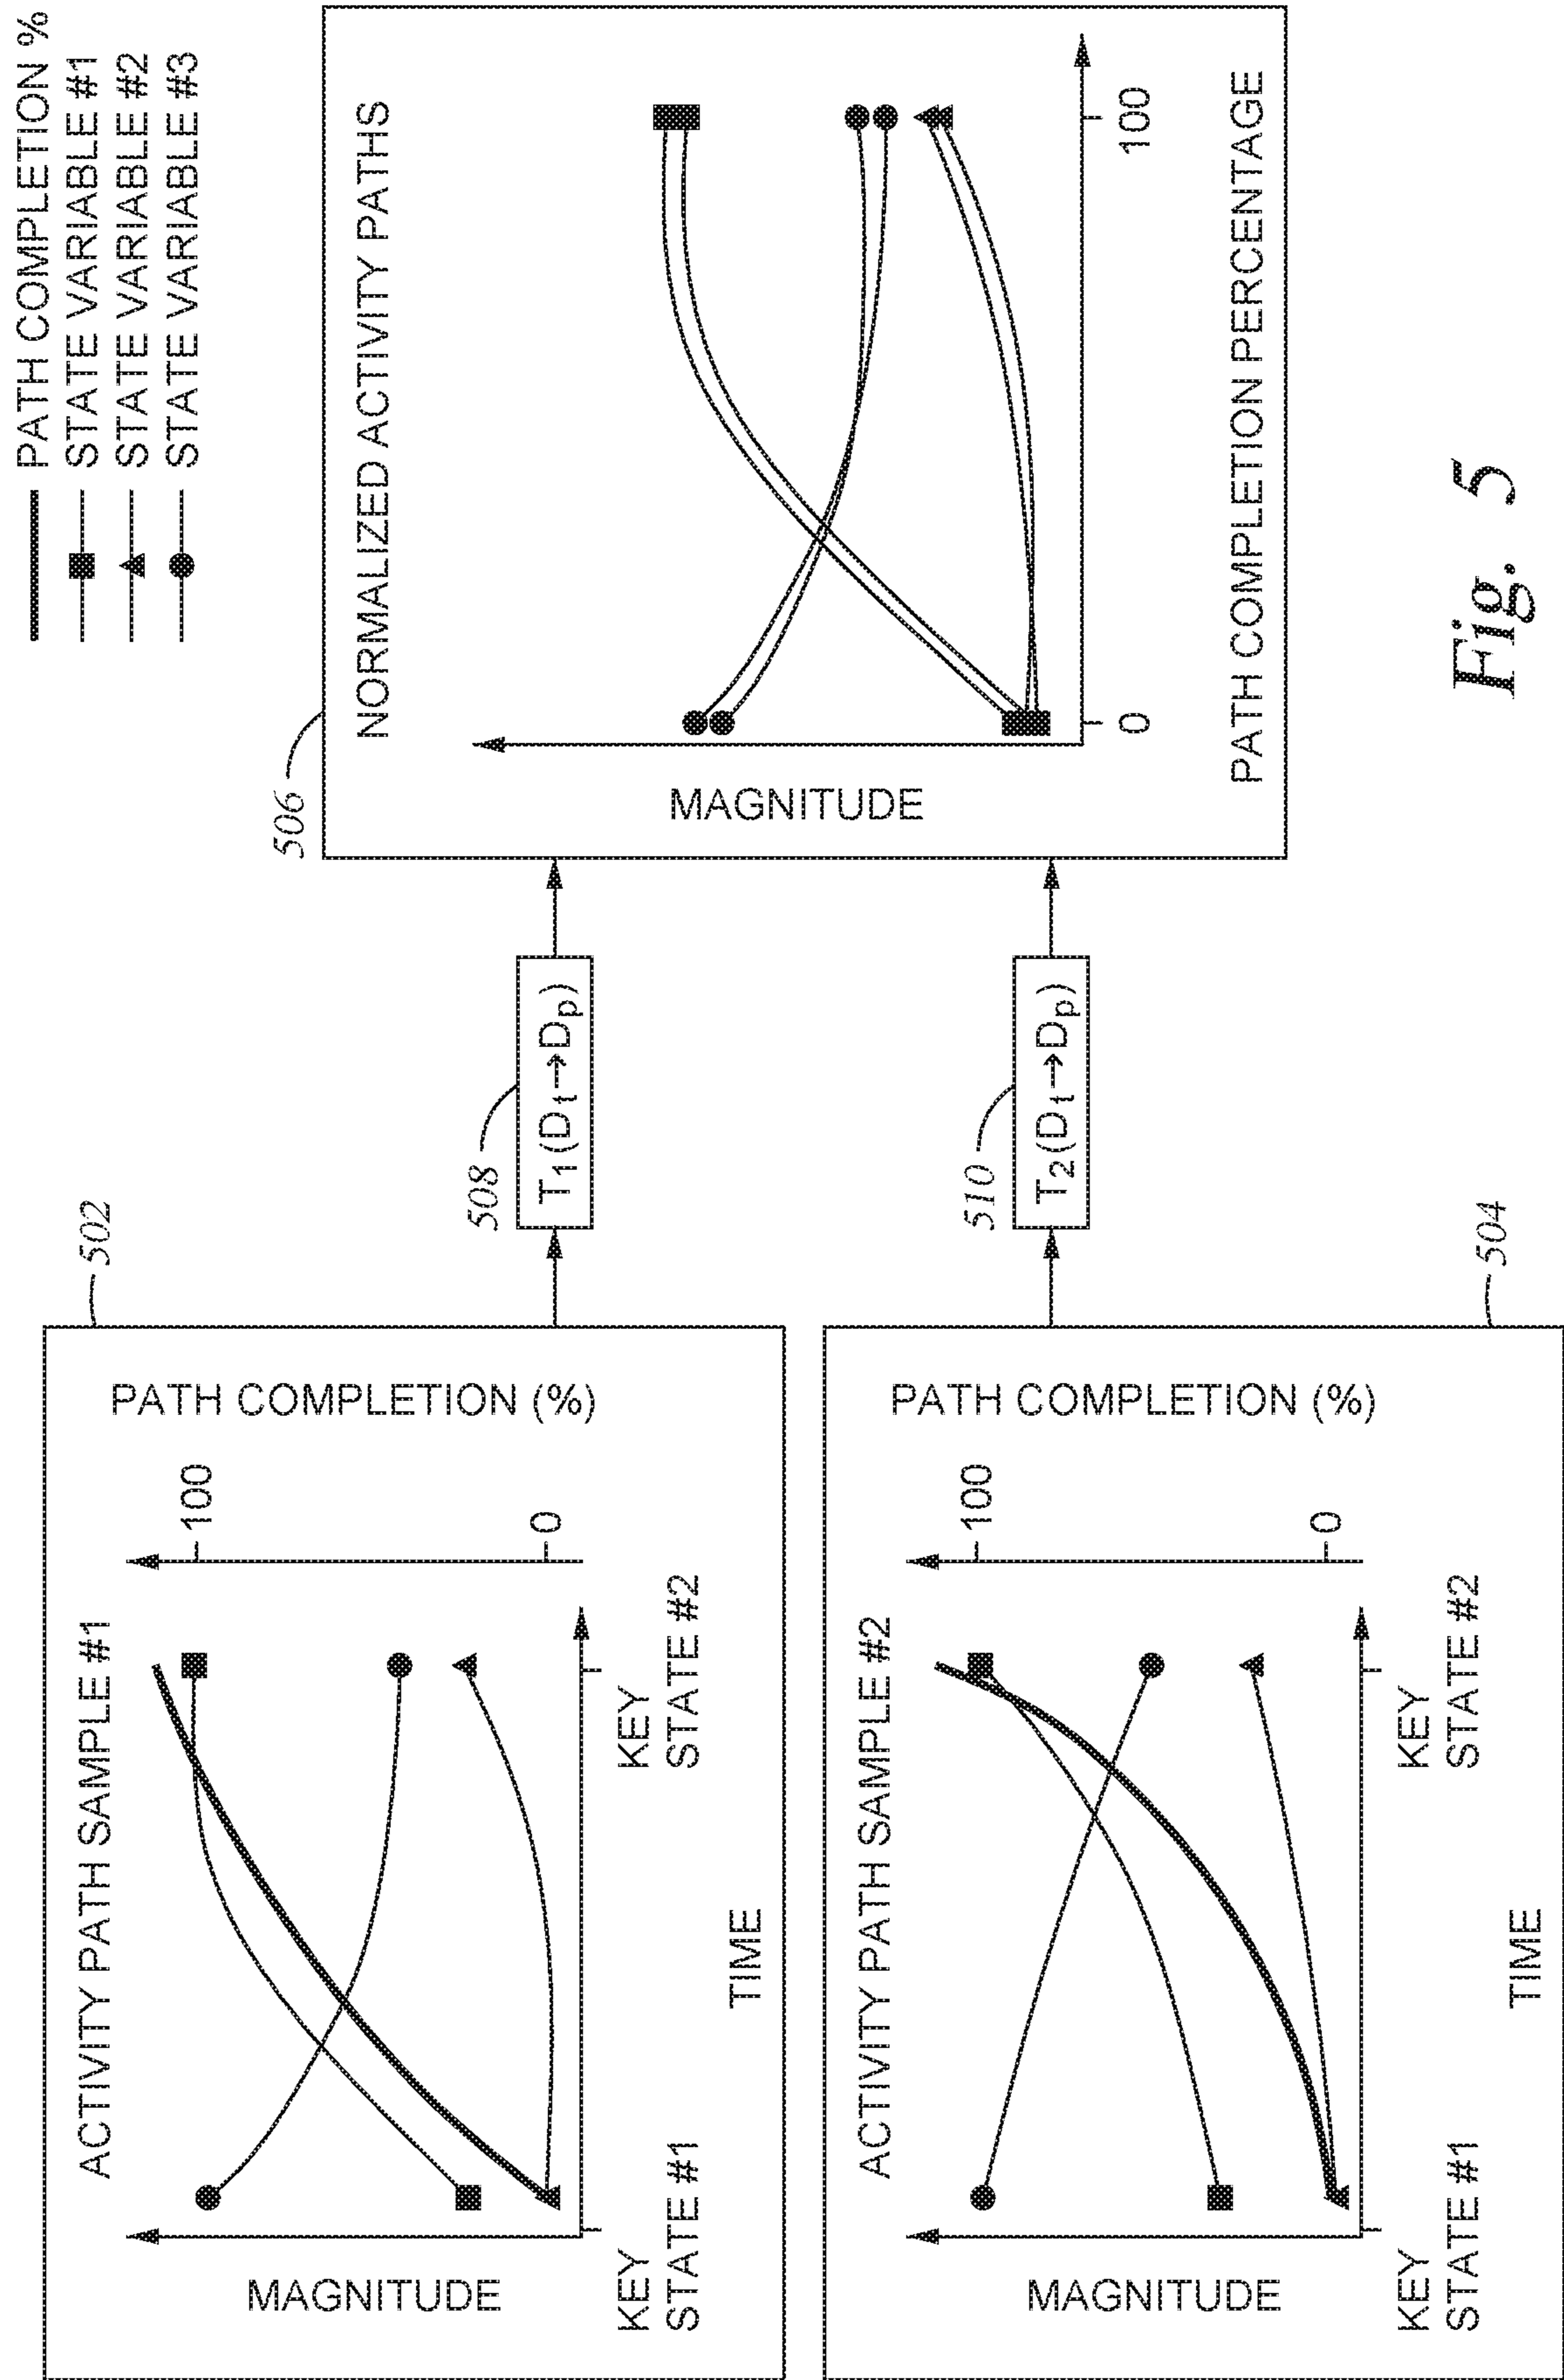 PATH COMPLETION %
STATE VARIABLE #1
STATE VARIABLE #2
STATE VARIABLE #3
502
ACTIVITY PATH SAMPLE #1
MAGNITUDE
PATH COMPLETION (%)
100
0
KEY
STATE #1
KEY
STATE #2
TIME
508
T1(Dt→Dp)
506
NORMALIZED ACTIVITY PATHS
MAGNITUDE
0
100
PATH COMPLETION PERCENTAGE
ACTIVITY PATH SAMPLE #2
MAGNITUDE
PATH COMPLETION (%)
100
0
KEY
STATE #1
KEY
STATE #2
TIME
510
T2(Dt→Dp)
504
Fig. 5